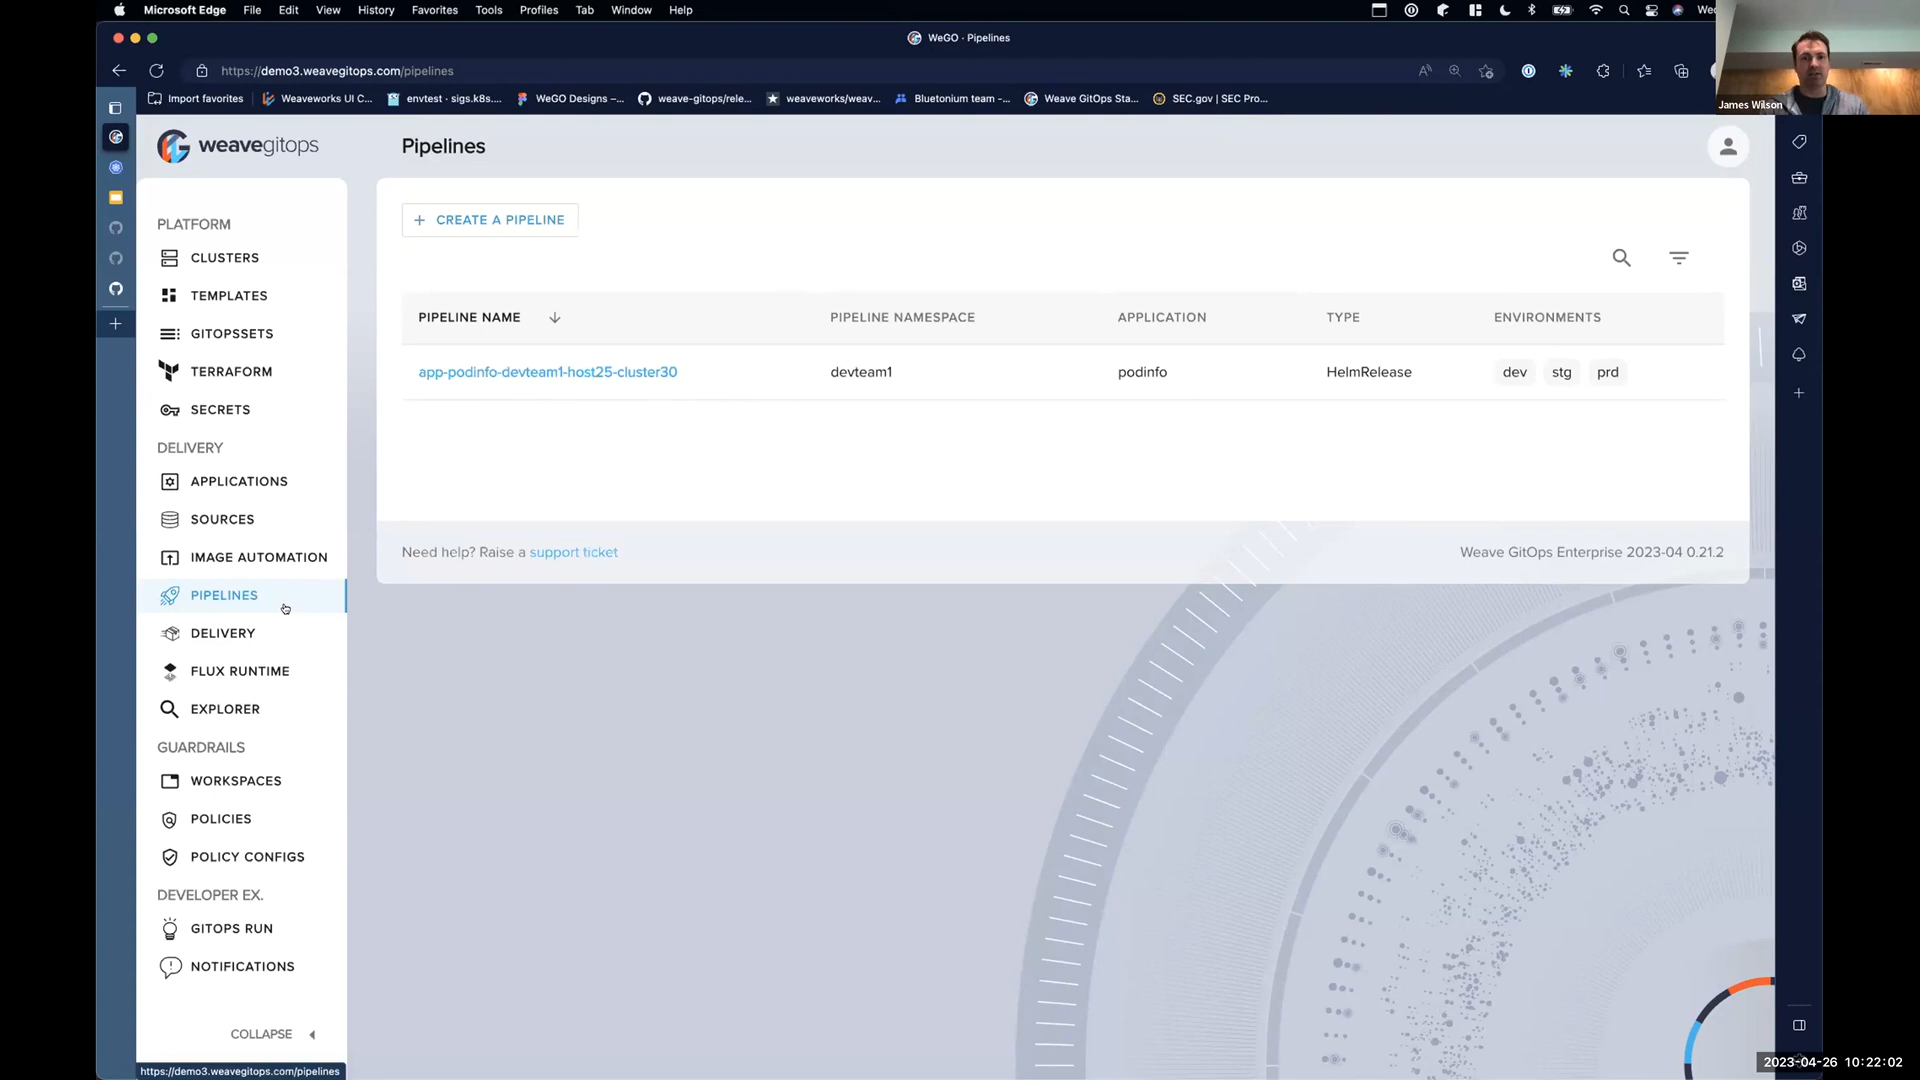 Microsoft Edge File Edit View History Favorites Tools Profiles Tab Window Help
WeGO · Pipelines
https://demo3.weavegitops.com/pipelines
Import favorites Weaveworks UI C... envtest · sigs.k8s.... WeGO Designs –... weave-gitops/rele... weaveworks/weav... Bluetonium team -... Weave GitOps Sta... SEC.gov | SEC Pro...
James Wilson
weavegitops
Pipelines
PLATFORM
CLUSTERS
TEMPLATES
GITOPSSETS
TERRAFORM
SECRETS
DELIVERY
APPLICATIONS
SOURCES
IMAGE AUTOMATION
PIPELINES
DELIVERY
FLUX RUNTIME
EXPLORER
GUARDRAILS
WORKSPACES
POLICIES
POLICY CONFIGS
DEVELOPER EX.
GITOPS RUN
NOTIFICATIONS
COLLAPSE
https://demo3.weavegitops.com/pipelines
+ CREATE A PIPELINE
PIPELINE NAME PIPELINE NAMESPACE APPLICATION TYPE ENVIRONMENTS
app-podinfo-devteam1-host25-cluster30 devteam1 podinfo HelmRelease dev stg prd
Need help? Raise a support ticket
Weave GitOps Enterprise 2023-04 0.21.2
2023-04-26 10:22:02